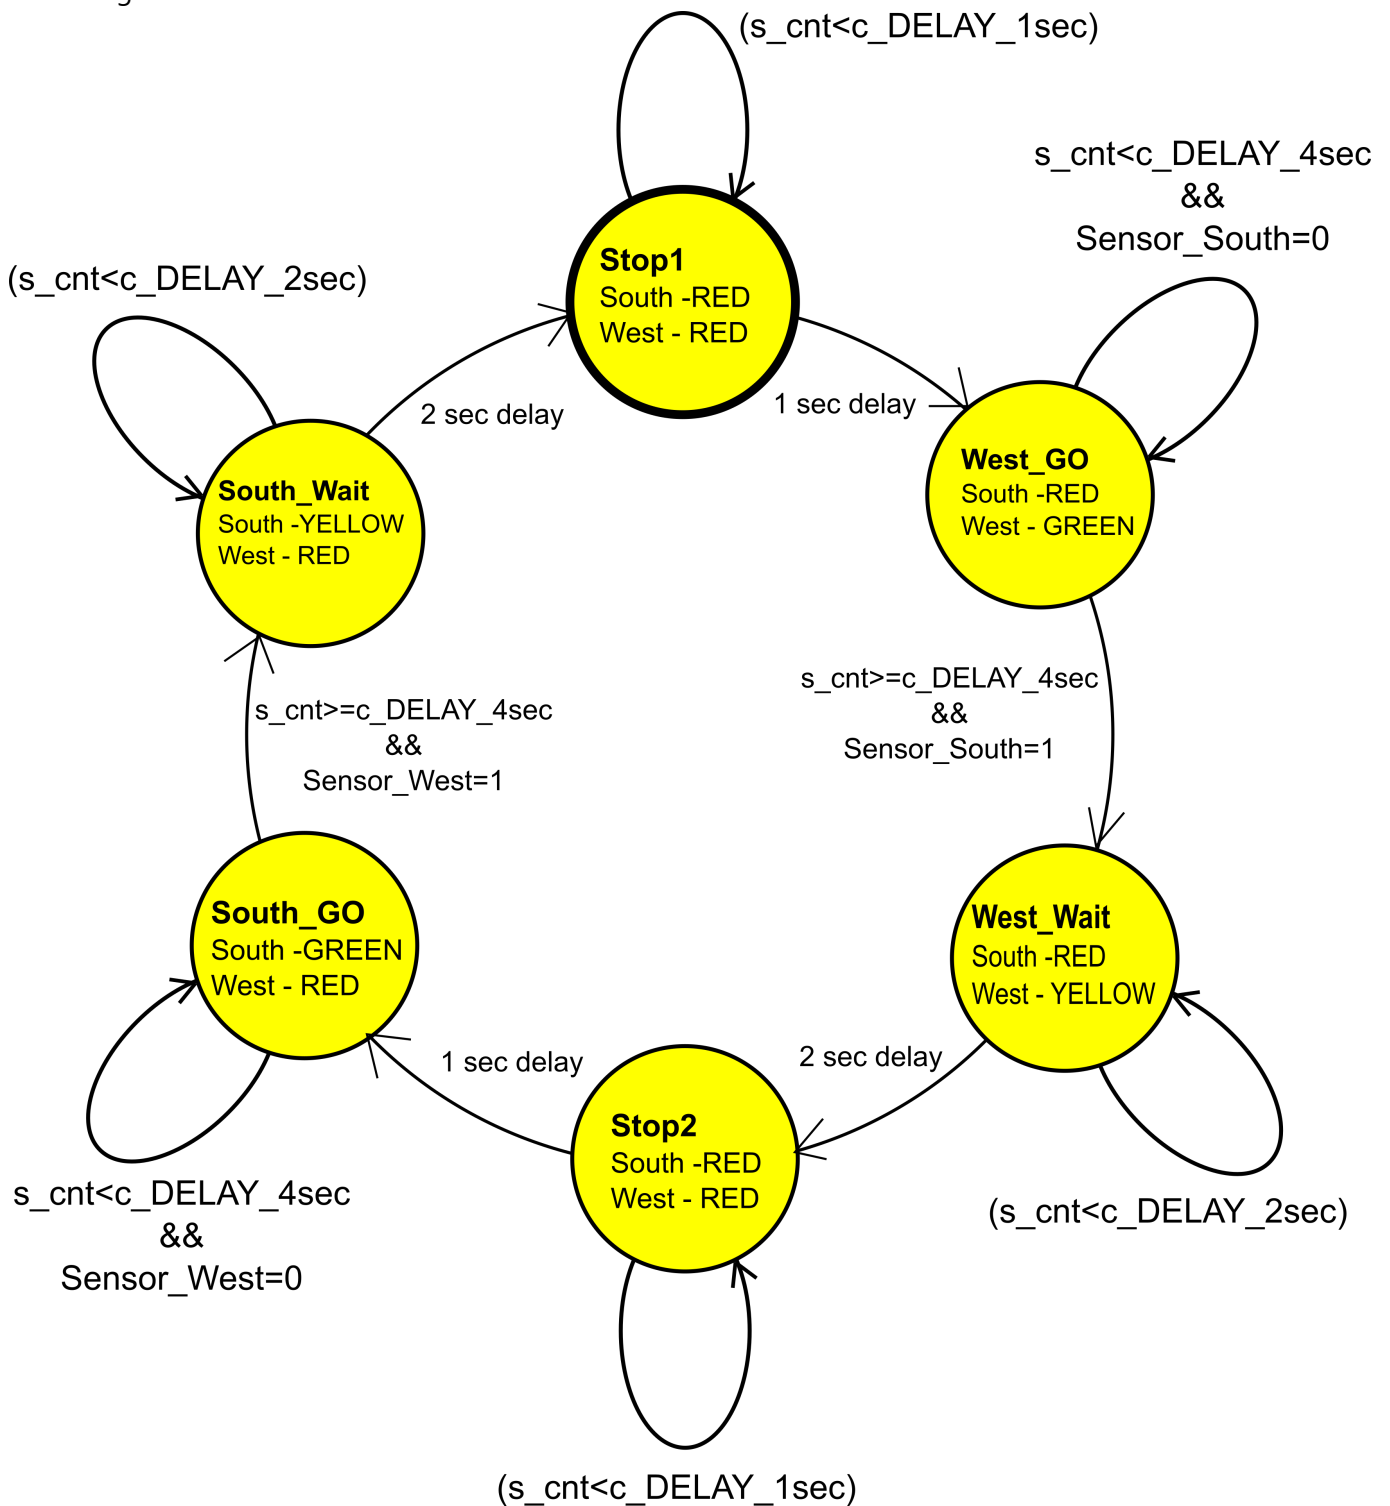 (s_cnt<c_DELAY_1sec)
s_cnt<c_DELAY_4sec
&&
Sensor_South=0
Stop1
South -RED
West - RED
(s_cnt<c_DELAY_2sec)
2 sec delay
1 sec delay
West_GO
South -RED
West - GREEN
South_Wait
South -YELLOW
West - RED
s_cnt>=c_DELAY_4sec
&&
Sensor_South=1
s_cnt>=c_DELAY_4sec
&&
Sensor_West=1
South_GO
South -GREEN
West - RED
West_Wait
South -RED
West - YELLOW
1 sec delay
2 sec delay
Stop2
South -RED
West - RED
s_cnt<c_DELAY_4sec
&&
Sensor_West=0
(s_cnt<c_DELAY_2sec)
(s_cnt<c_DELAY_1sec)